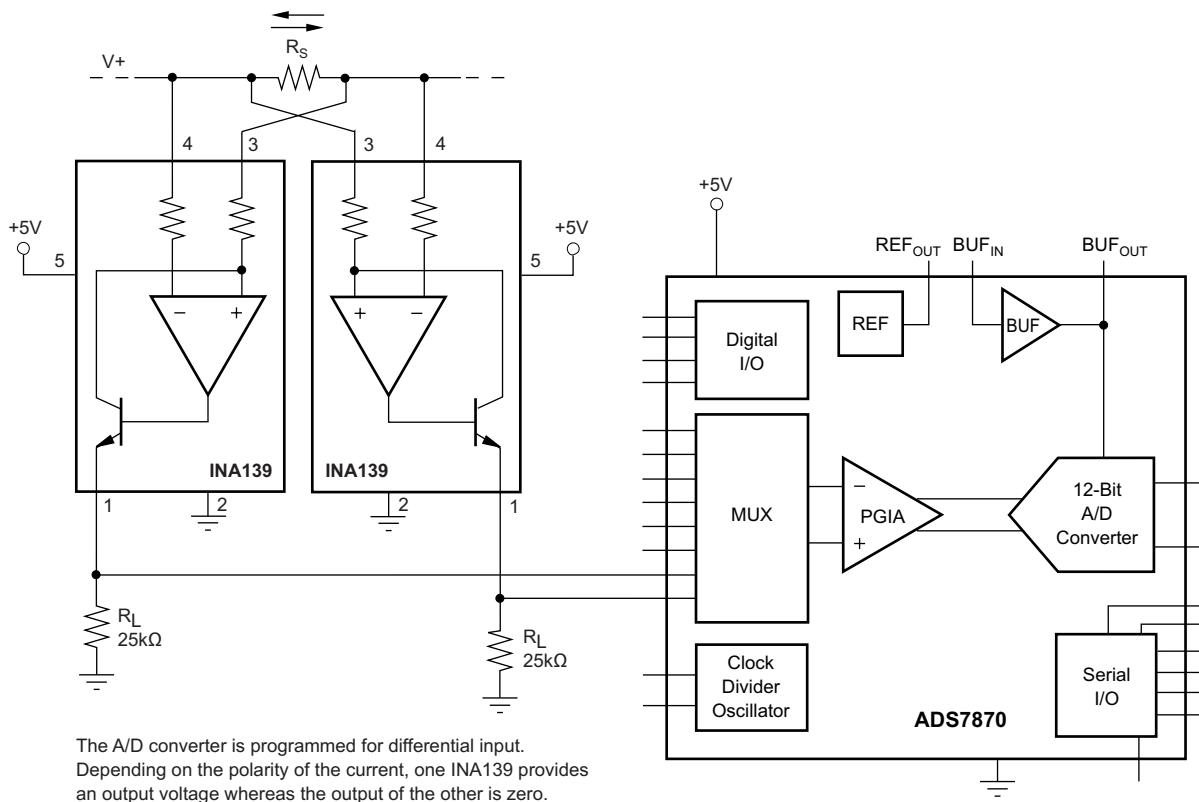 R_S
V+
4
3
3
4
+5V
+5V
+5V
5
5
REF_OUT
BUF_IN
BUF_OUT
−
+
+
−
REF
BUF
Digital
I/O
INA139
INA139
1
2
2
1
MUX
−
PGIA
+
12-Bit
A/D
Converter
R_L
25kΩ
R_L
25kΩ
Clock
Divider
Oscillator
Serial
I/O
ADS7870
The A/D converter is programmed for differential input.
Depending on the polarity of the current, one INA139 provides
an output voltage whereas the output of the other is zero.